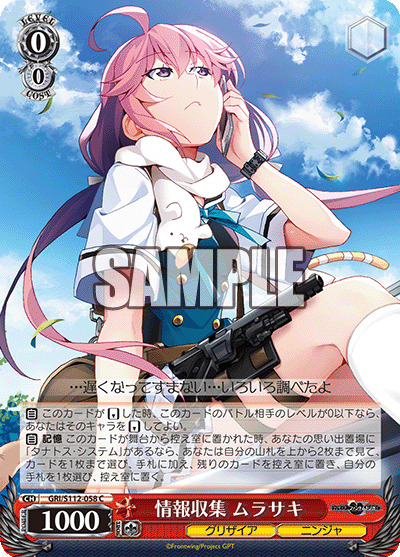 LEVEL
0
0
COST
SAMPLE
…遅くなってすまない…いろいろ調べたよ
自 このカードが【】した時、このカードのバトル相手のレベルが０以下なら、
あなたはそのキャラを【】してよい。
自 記憶 このカードが舞台から控え室に置かれた時、あなたの思い出置場に
「タナトス・システム」があるなら、あなたは自分の山札を上から２枚まで見て、
カードを１枚まで選び、手札に加え、残りのカードを控え室に置き、自分の手
札を１枚選び、控え室に置く。
CH GRI/S112-058 C
1000
情報収集 ムラサキ
グリザイア
ニンジャ
©Frontwing/Project GPT